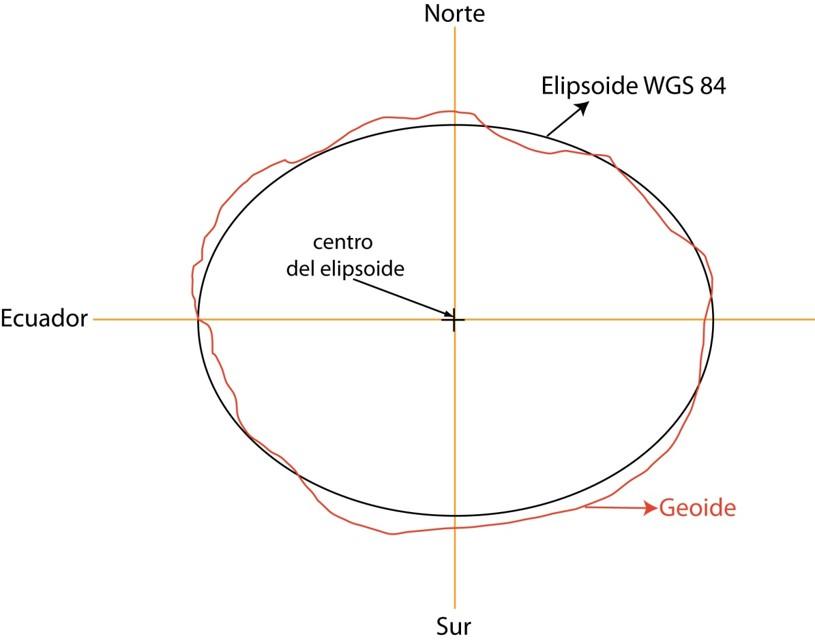 Norte
Elipsoide WGS 84
centro
del elipsoide
Ecuador
Geoide
Sur